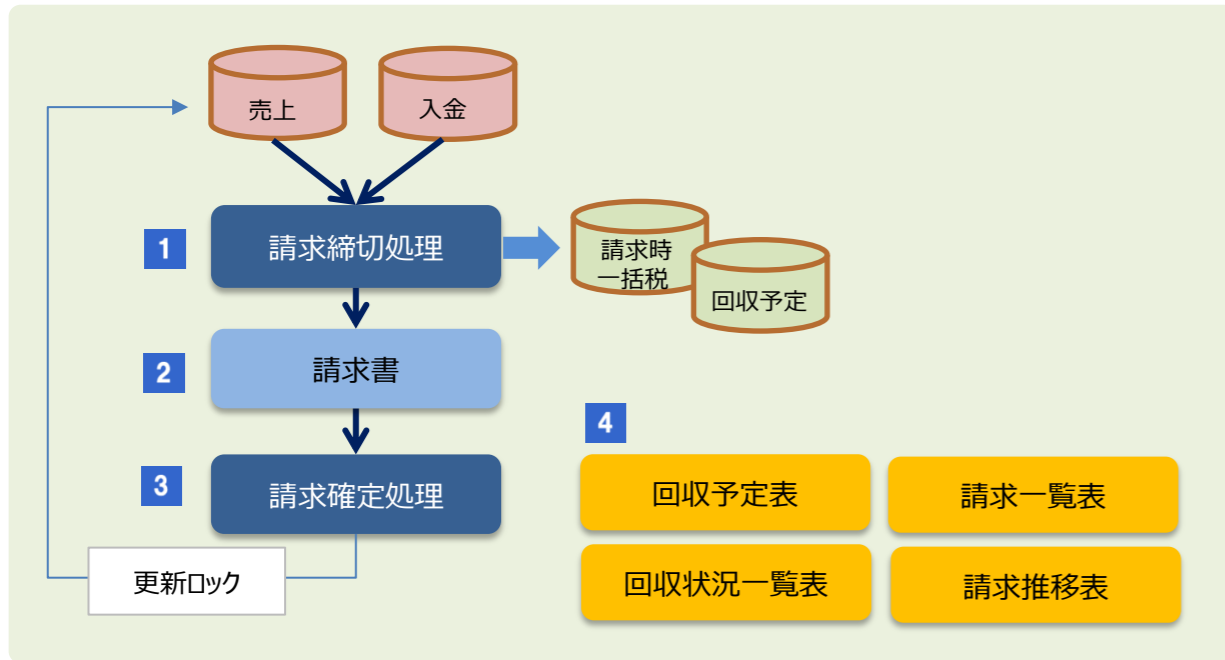 売上
入金
1
請求締切処理
請求時
一括税
回収予定
2
請求書
3
請求確定処理
更新ロック
4
回収予定表
請求一覧表
回収状況一覧表
請求推移表